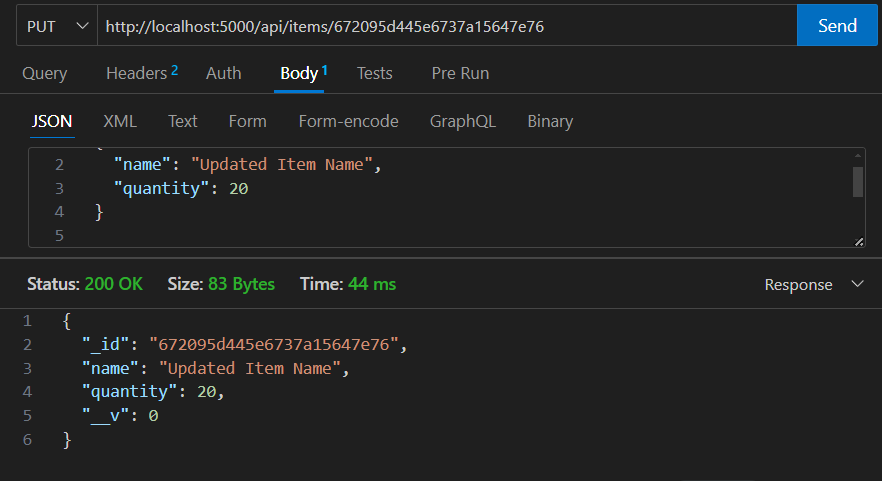 PUT http://localhost:5000/api/items/672095d445e6737a15647e76 Send
Query Headers 2 Auth Body 1 Tests Pre Run
JSON XML Text Form Form-encode GraphQL Binary
2 "name": "Updated Item Name",
3 "quantity": 20
4 }
5
Status: 200 OK Size: 83 Bytes Time: 44 ms Response
1 {
2 "_id": "672095d445e6737a15647e76",
3 "name": "Updated Item Name",
4 "quantity": 20,
5 "__v": 0
6 }